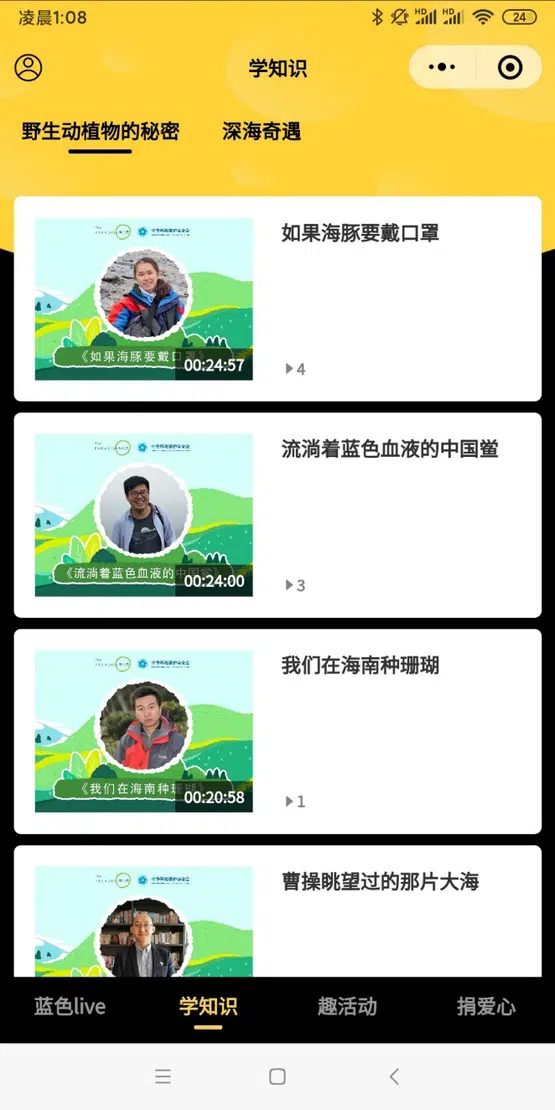 凌晨1:08
HD
HD
24
学知识
野生动植物的秘密
深海奇遇
如果海豚要戴口罩
《如果海豚要戴口罩》
00:24:57
4
流淌着蓝色血液的中国鲎
《流淌着蓝色血液的中国鲎》
00:24:00
3
我们在海南种珊瑚
《我们在海南种珊瑚》
00:20:58
1
曹操眺望过的那片大海
蓝色live
学知识
趣活动
捐爱心